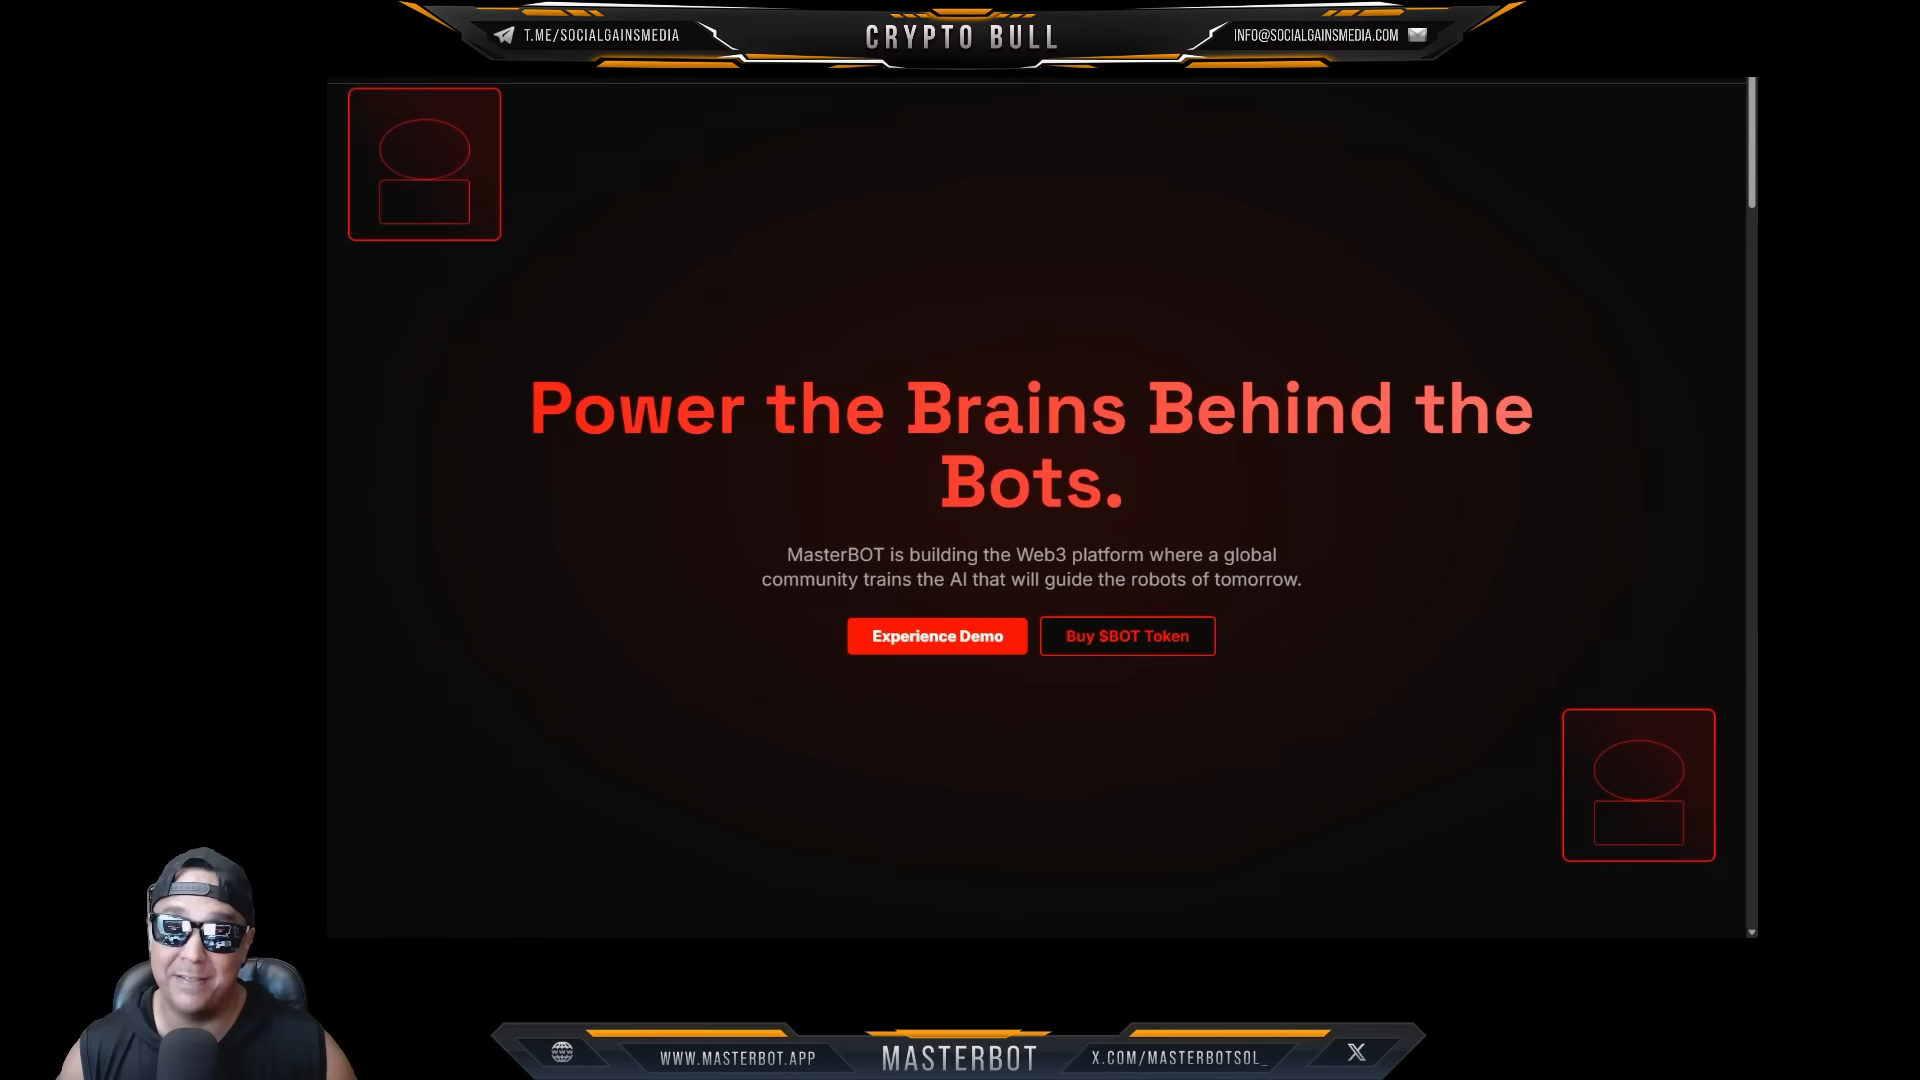 T.ME/SOCIALGAINSMEDIA
CRYPTO BULL
INFO@SOCIALGAINSMEDIA.COM
Power the Brains Behind the
Bots.
MasterBOT is building the Web3 platform where a global
community trains the AI that will guide the robots of tomorrow.
Experience Demo
Buy $BOT Token
WWW.MASTERBOT.APP
MASTERBOT
X.COM/MASTERBOTSOL_